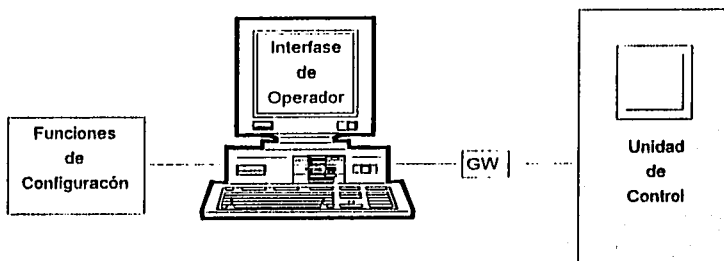 Funciones
de
Configuracón
Interfase
de
Operador
GW
Unidad
de
Control